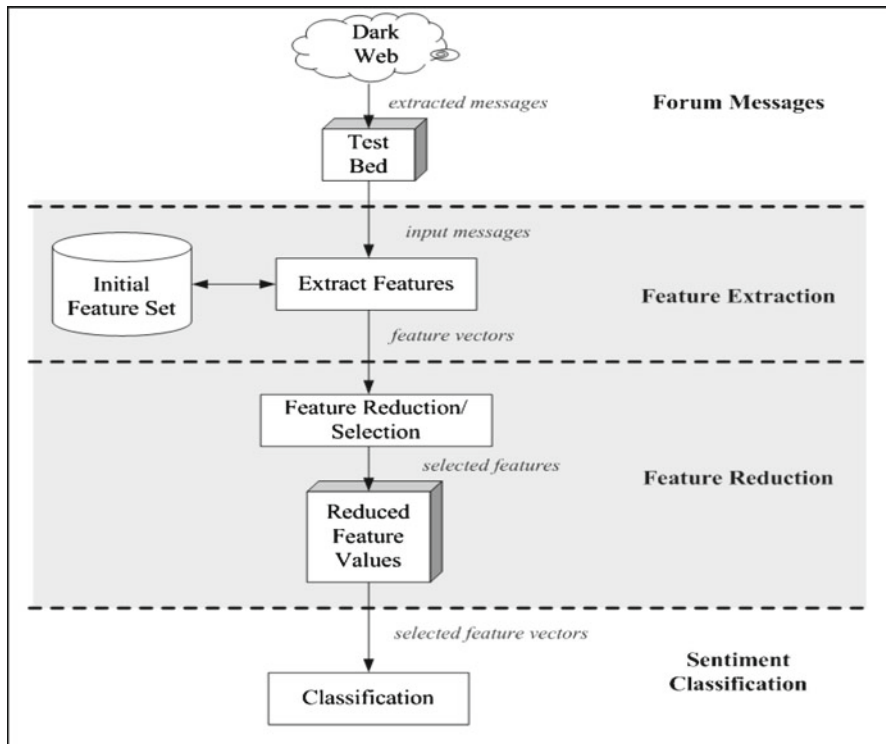 Dark
Web
extracted messages
Forum Messages
Test
Bed
input messages
Initial
Feature Set
Extract Features
Feature Extraction
feature vectors
Feature Reduction/
Selection
selected features
Feature Reduction
Reduced
Feature
Values
selected feature vectors
Sentiment
Classification
Classification